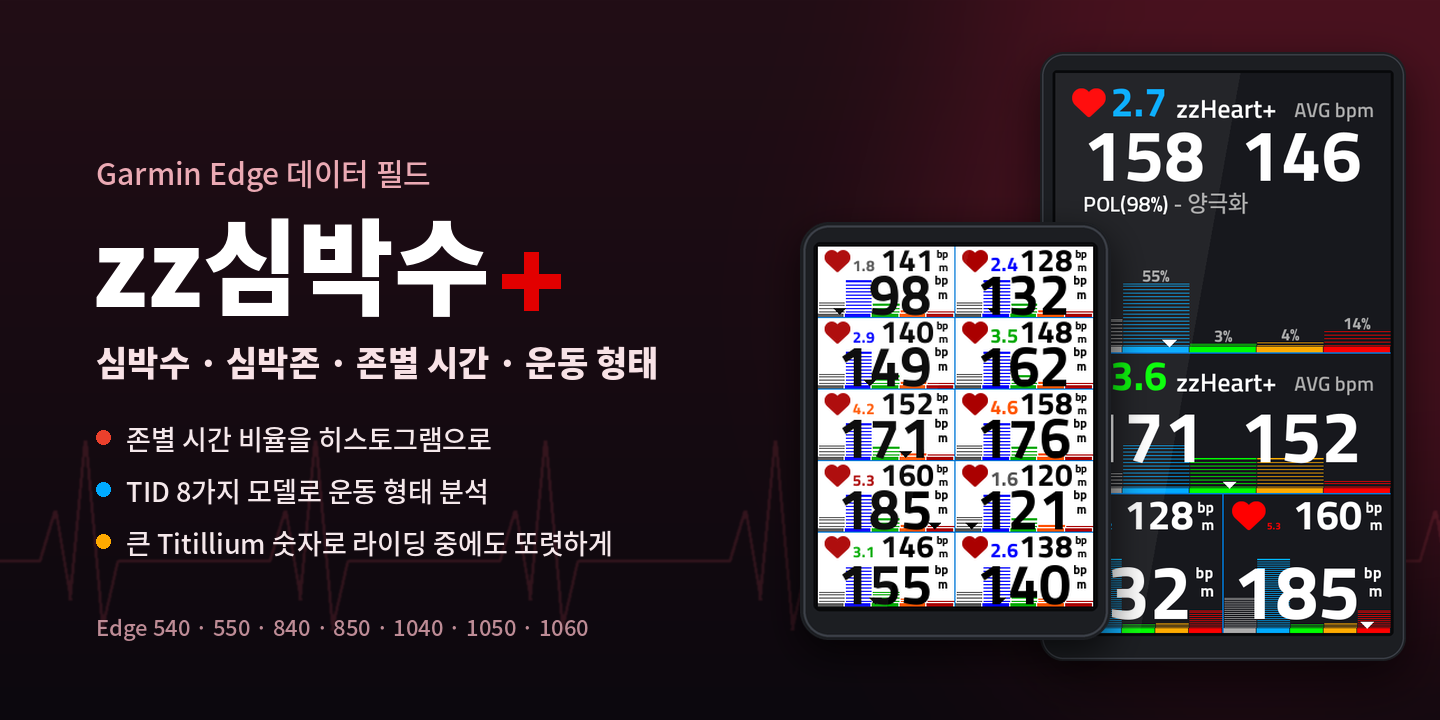 Garmin Edge 데이터 필드
zz심박수+
심박수 · 심박존 · 존별 시간 · 운동 형태
존별 시간 비율을 히스토그램으로
TID 8가지 모델로 운동 형태 분석
큰 Titillium 숫자로 라이딩 중에도 또렷하게
Edge 540 · 550 · 840 · 850 · 1040 · 1050 · 1060
1.8 141 bpm
98 bpm
2.4 128 bpm
132 bpm
2.9 140 bpm
149 bpm
3.5 148 bpm
162 bpm
4.2 152 bpm
171 bpm
4.6 158 bpm
176 bpm
5.3 160 bpm
185 bpm
1.6 120 bpm
121 bpm
3.1 146 bpm
155 bpm
2.6 138 bpm
140 bpm
2.7 zzHeart+ AVG bpm
158 146
POL(98%) - 양극화
55%
3%
4%
14%
3.6 zzHeart+ AVG bpm
71 152
128 bpm
32 bpm
5.3 160 bpm
185 bpm